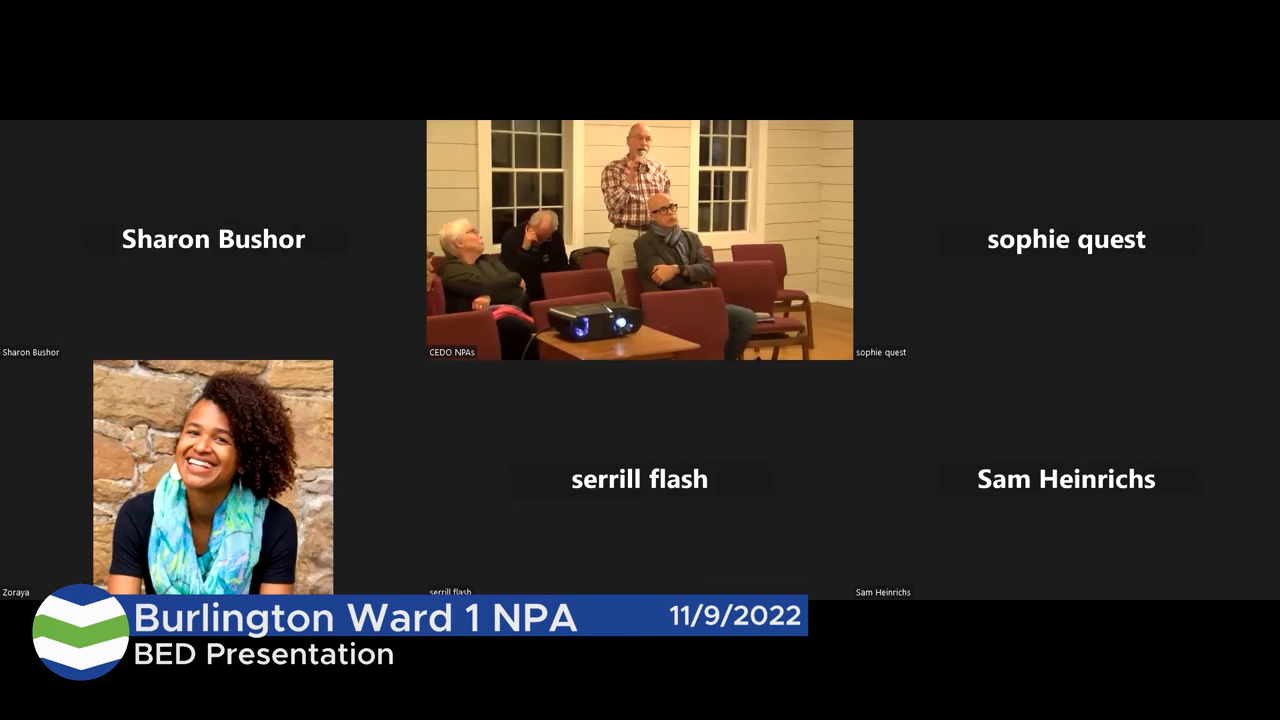 Sharon Bushor
sophie quest
Sharon Bushor
CEDO NPAs
sophie quest
serrill flash
Sam Heinrichs
Zoraya
serrill flash
Sam Heinrichs
Burlington Ward 1 NPA
11/9/2022
BED Presentation